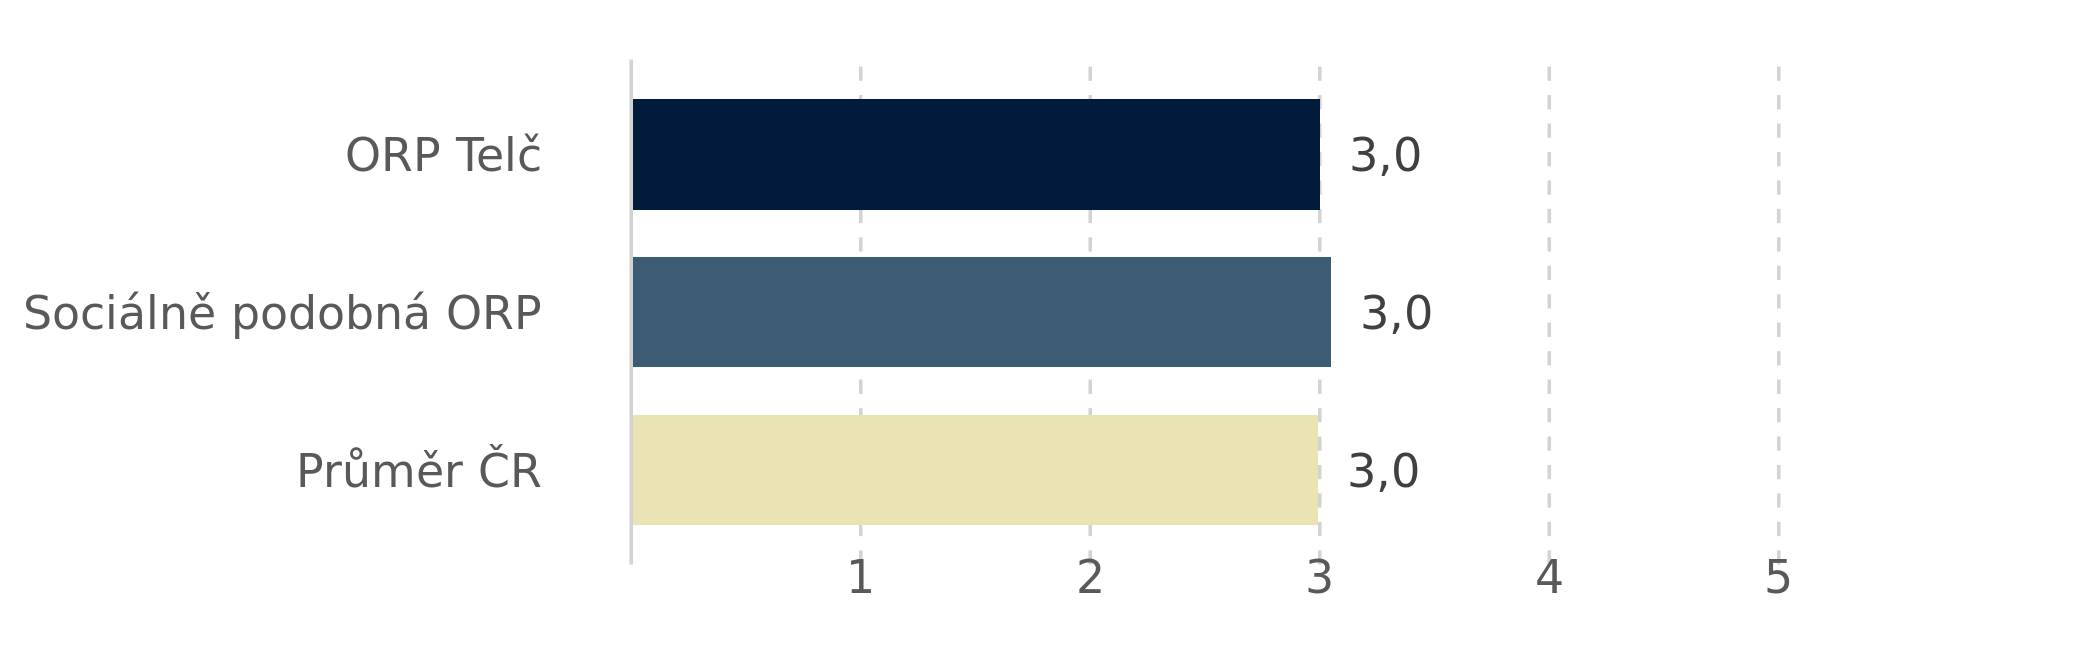 ORP Telč 3,0
Sociálně podobná ORP 3,0
Průměr ČR 3,0
1 2 3 4 5